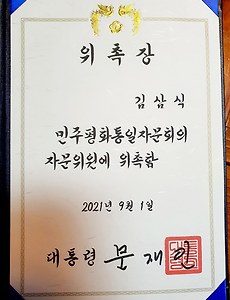 위촉장
김삼식
민주평화통일자문회의
자문위원에 위촉함
2021년 9월 1일
대통령 문재인